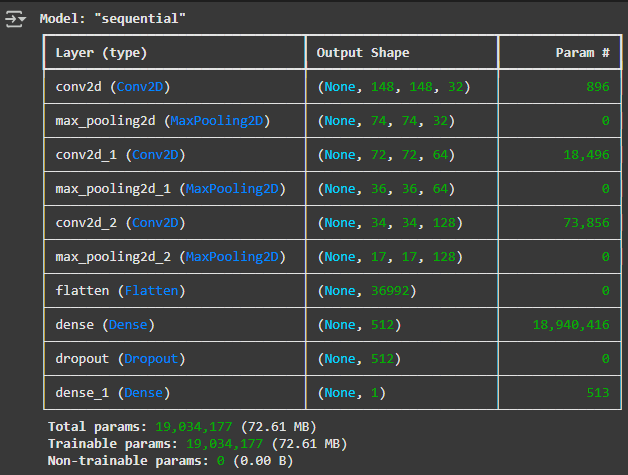 Model: "sequential"
Layer (type) Output Shape Param #
conv2d (Conv2D) (None, 148, 148, 32) 896
max_pooling2d (MaxPooling2D) (None, 74, 74, 32) 0
conv2d_1 (Conv2D) (None, 72, 72, 64) 18,496
max_pooling2d_1 (MaxPooling2D) (None, 36, 36, 64) 0
conv2d_2 (Conv2D) (None, 34, 34, 128) 73,856
max_pooling2d_2 (MaxPooling2D) (None, 17, 17, 128) 0
flatten (Flatten) (None, 36992) 0
dense (Dense) (None, 512) 18,940,416
dropout (Dropout) (None, 512) 0
dense_1 (Dense) (None, 1) 513
Total params: 19,034,177 (72.61 MB)
Trainable params: 19,034,177 (72.61 MB)
Non-trainable params: 0 (0.00 B)